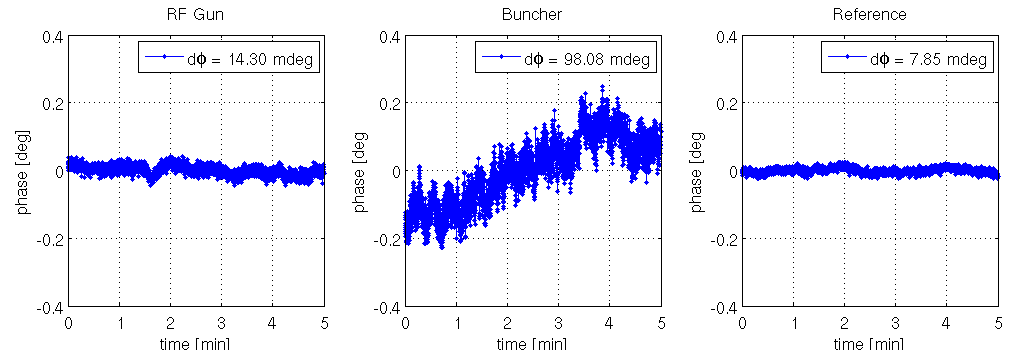 RF Gun
dϕ = 14.30 mdeg
phase [deg]
0.4
0.2
0
-0.2
-0.4
0 1 2 3 4 5
time [min]
Buncher
dϕ = 98.08 mdeg
phase [deg]
0.4
0.2
0
-0.2
-0.4
0 1 2 3 4 5
time [min]
Reference
dϕ = 7.85 mdeg
phase [deg]
0.4
0.2
0
-0.2
-0.4
0 1 2 3 4 5
time [min]